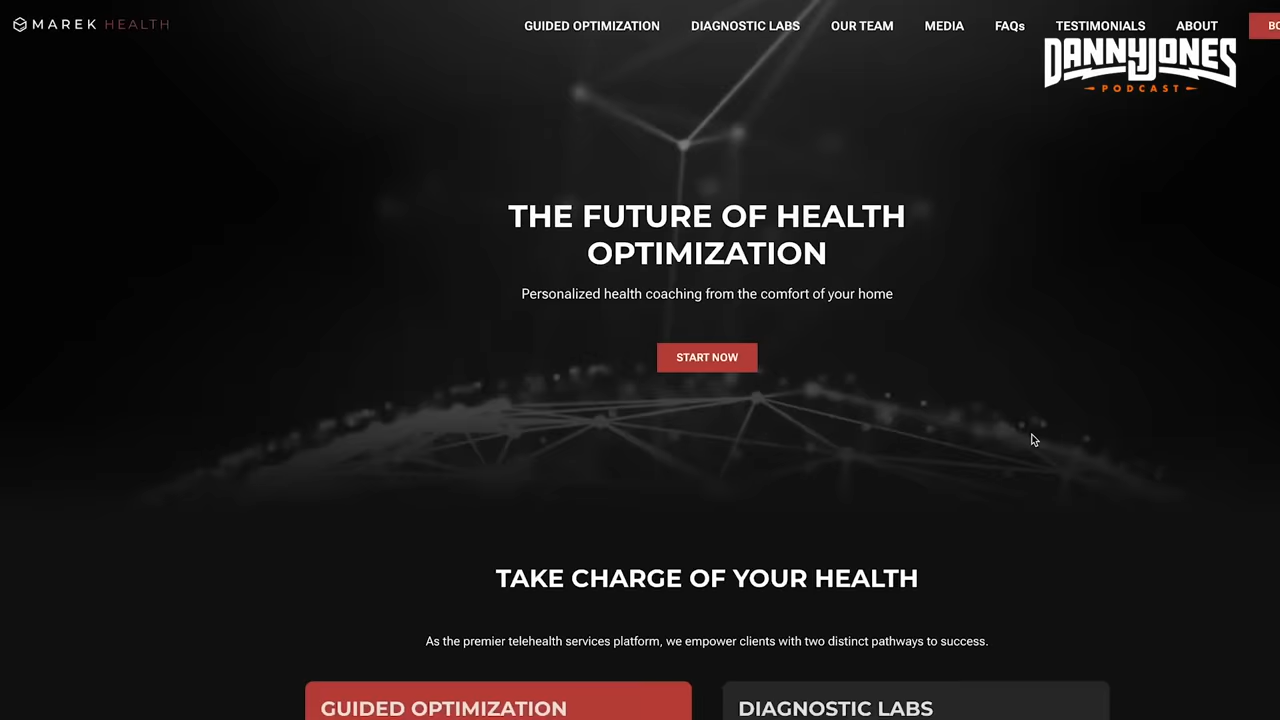 MAREK HEALTH
GUIDED OPTIMIZATION DIAGNOSTIC LABS OUR TEAM MEDIA FAQs TESTIMONIALS ABOUT
DANNY JONES
PODCAST
THE FUTURE OF HEALTH
OPTIMIZATION
Personalized health coaching from the comfort of your home
START NOW
TAKE CHARGE OF YOUR HEALTH
As the premier telehealth services platform, we empower clients with two distinct pathways to success.
GUIDED OPTIMIZATION
DIAGNOSTIC LABS